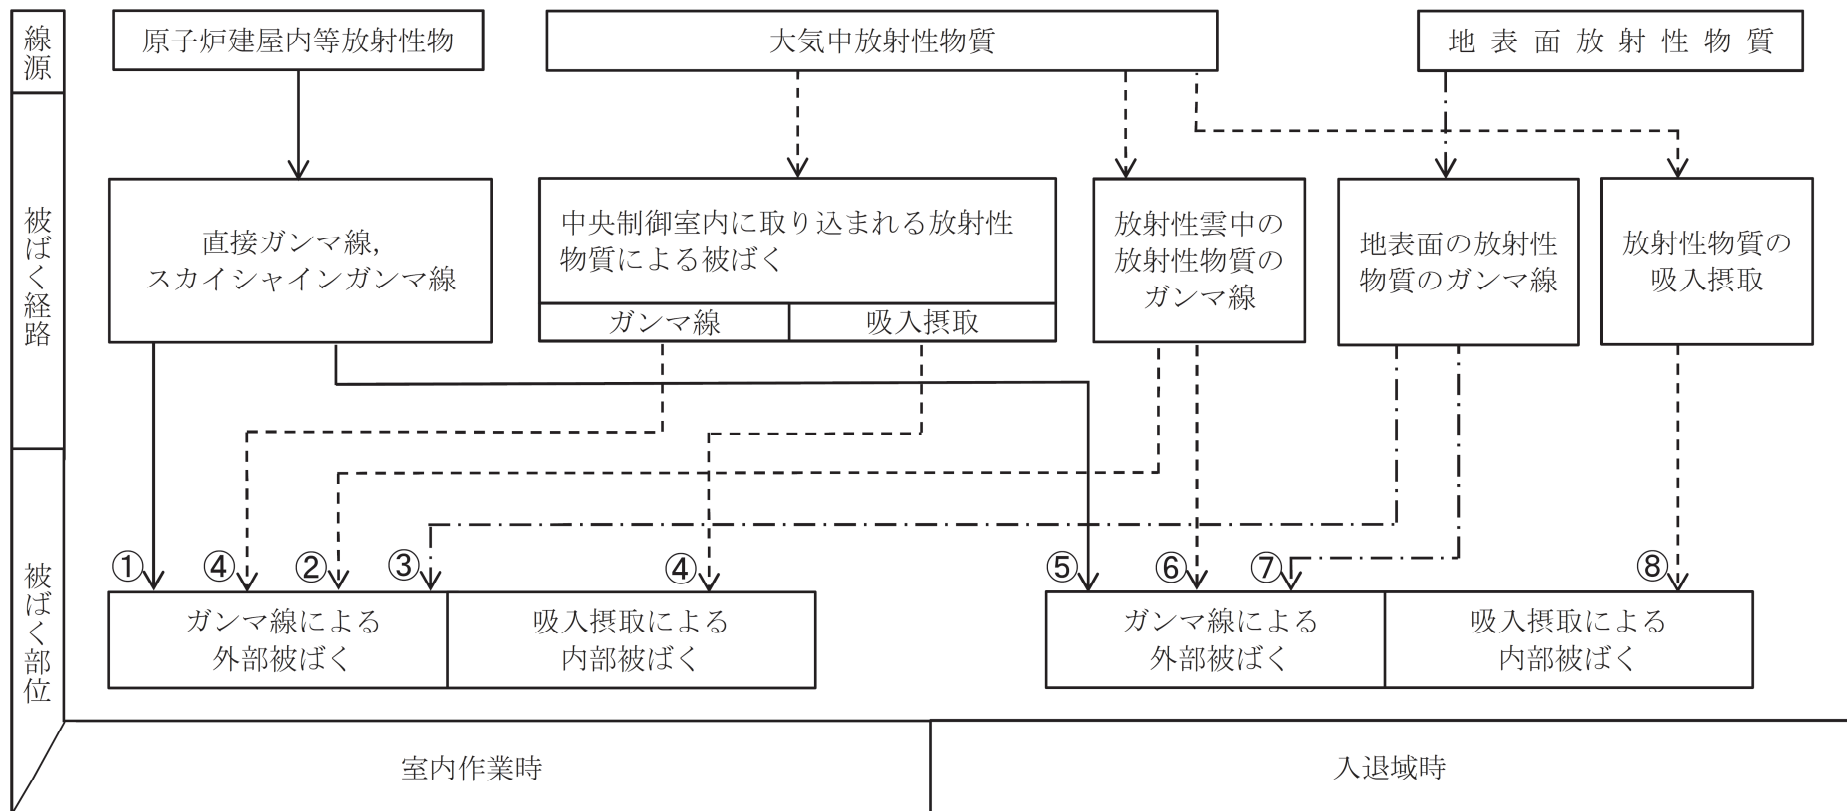 線源
原子炉建屋内等放射性物
大気中放射性物質
地表面放射性物質
被ばく経路
直接ガンマ線,
スカイシャインガンマ線
中央制御室内に取り込まれる放射性
物質による被ばく
ガンマ線
吸入摂取
放射性雲中の
放射性物質の
ガンマ線
地表面の放射性
物質のガンマ線
放射性物質の
吸入摂取
被ばく部位
①
④
②
③
④
⑤
⑥
⑦
⑧
ガンマ線による
外部被ばく
吸入摂取による
内部被ばく
ガンマ線による
外部被ばく
吸入摂取による
内部被ばく
室内作業時
入退域時